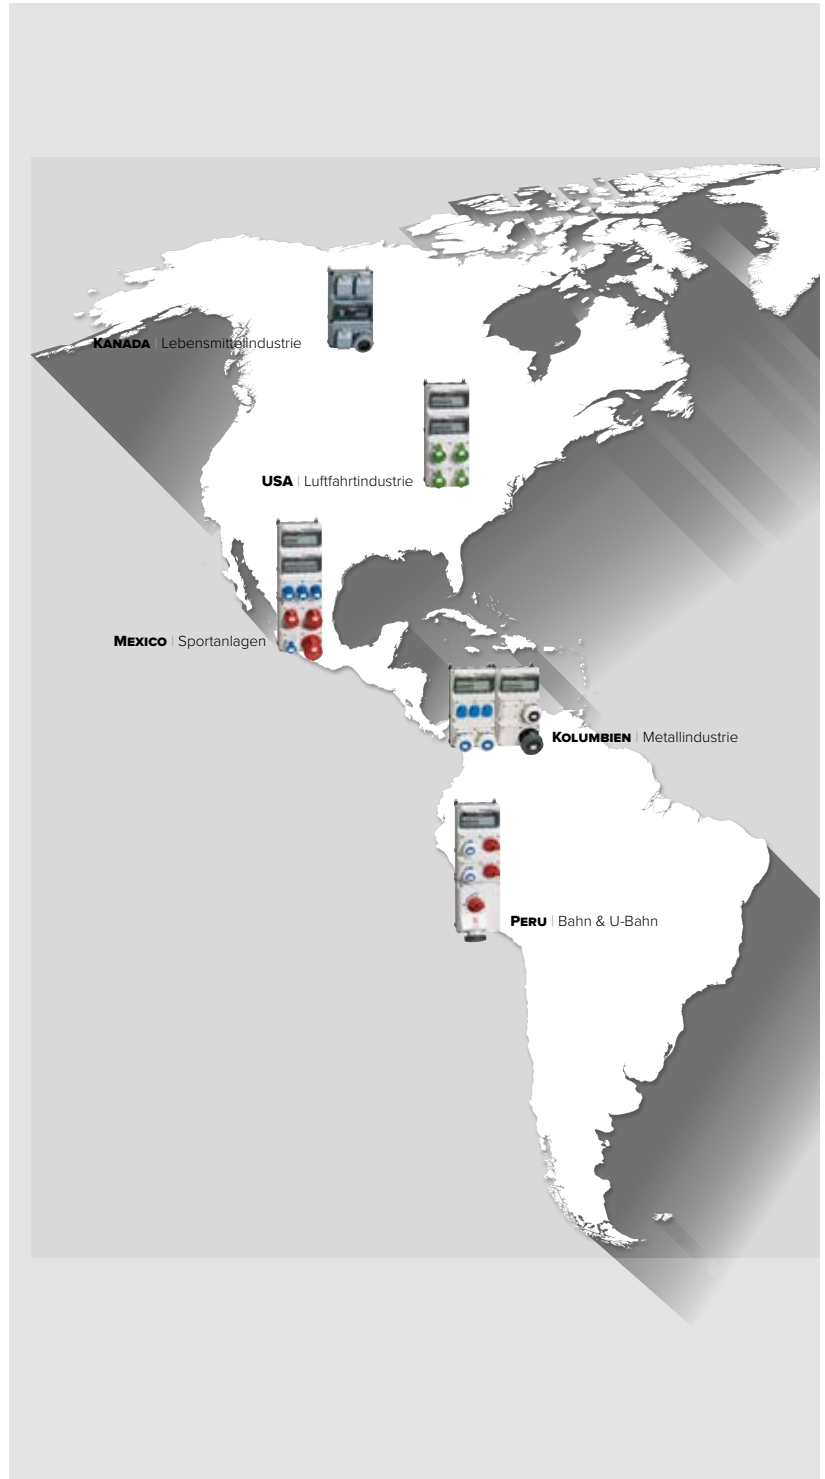 KANADA | Lebensmittelindustrie
USA | Luftfahrtindustrie
MEXICO | Sportanlagen
KOLUMBIEN | Metallindustrie
PERU | Bahn & U-Bahn